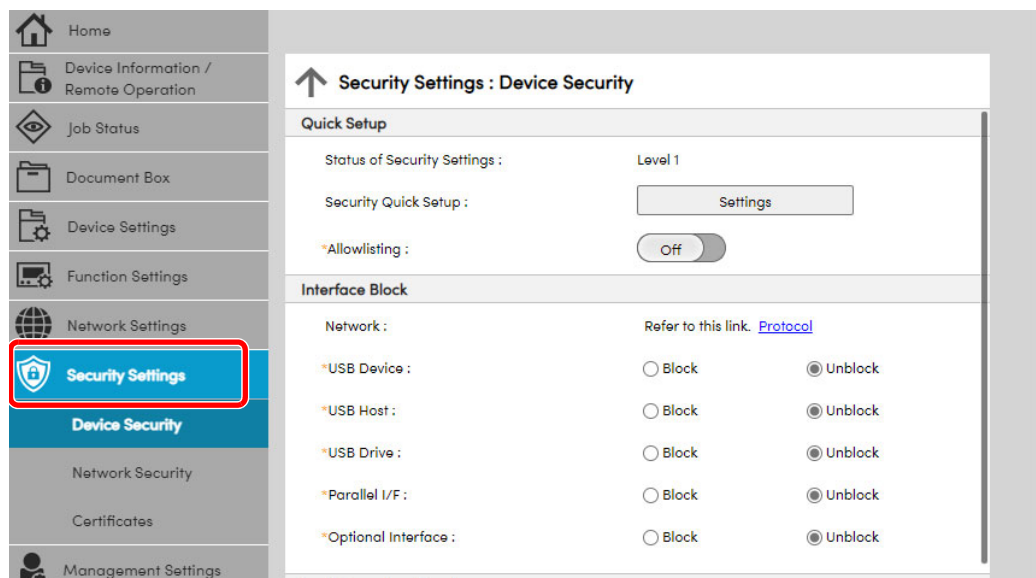 Home
Device Information /
Remote Operation
Job Status
Document Box
Device Settings
Function Settings
Network Settings
Security Settings
Device Security
Network Security
Certificates
Management Settings
Security Settings : Device Security
Quick Setup
Status of Security Settings : Level 1
Security Quick Setup : Settings
*Allowlisting : Off
Interface Block
Network : Refer to this link. Protocol
*USB Device : Block Unblock
*USB Host : Block Unblock
*USB Drive : Block Unblock
*Parallel I/F : Block Unblock
*Optional Interface : Block Unblock